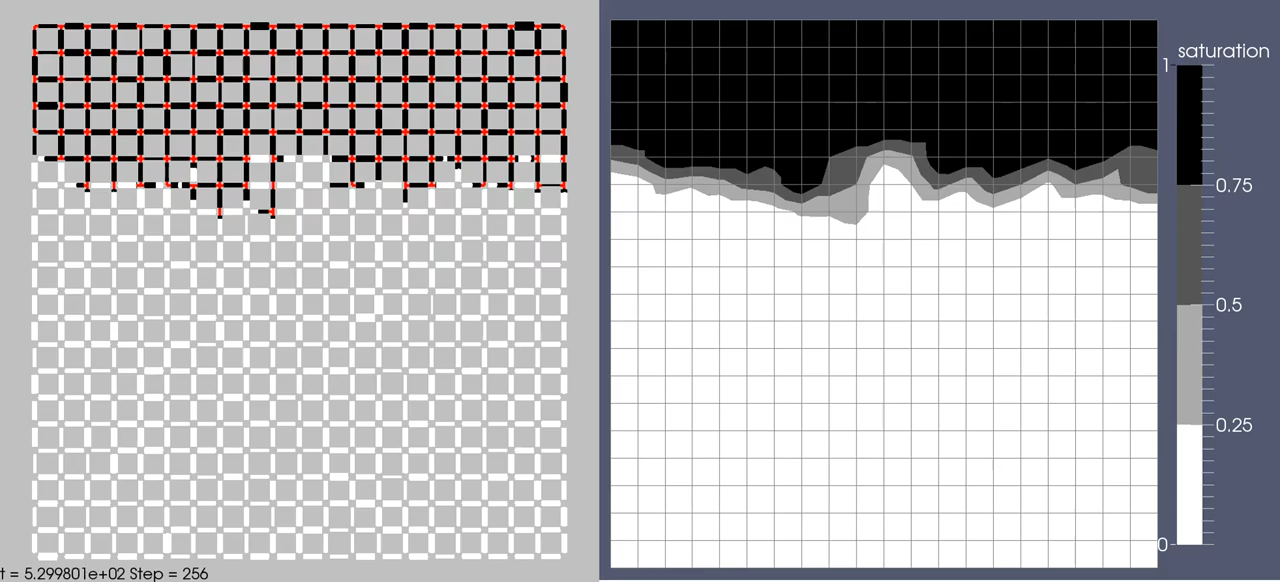 saturation
1
0.75
0.5
0.25
0
t = 5.299801e+02 Step = 256